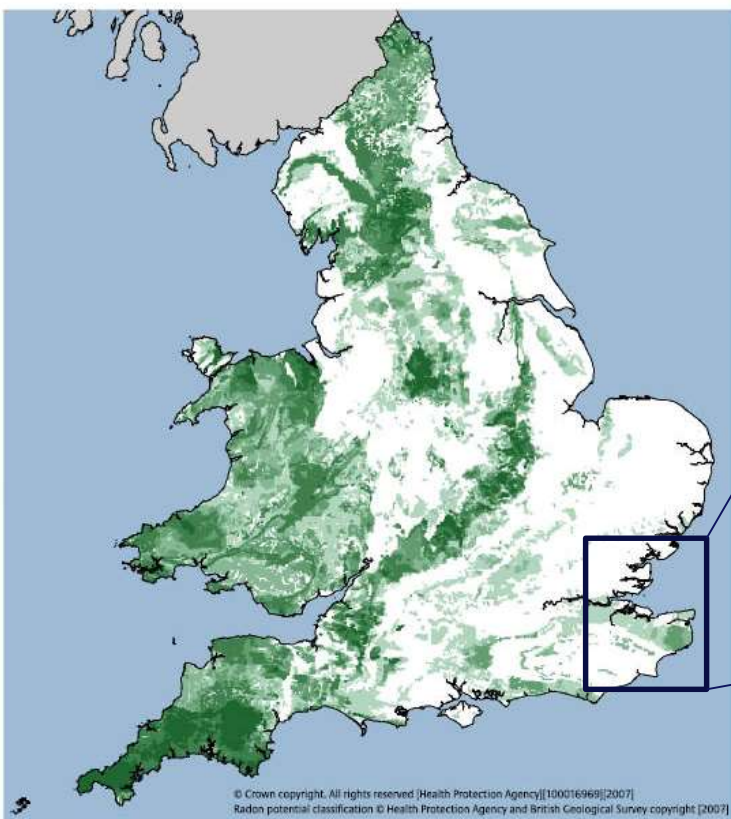 © Crown copyright. All rights reserved [Health Protection Agency][100016969][2007]
Radon potential classification © Health Protection Agency and British Geological Survey copyright [2007]